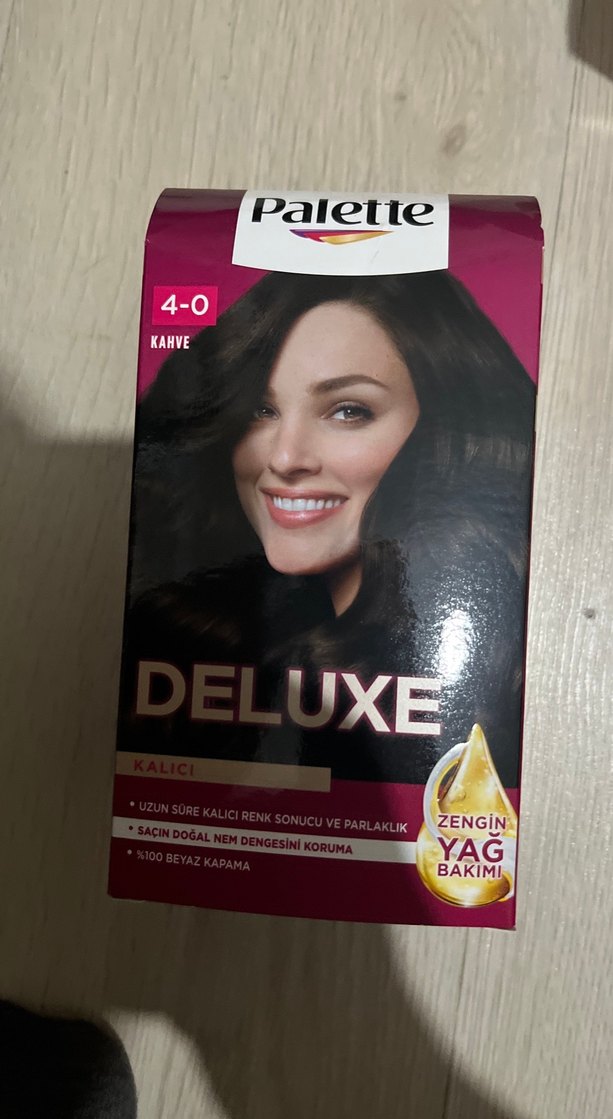 Palette
4-0
KAHVE
DELUXE
KALICI
• UZUN SÜRE KALICI RENK SONUCU VE PARLAKLIK
• SAÇIN DOĞAL NEM DENGESİNİ KORUMA
• %100 BEYAZ KAPAMA
ZENGİN
YAĞ
BAKIMI